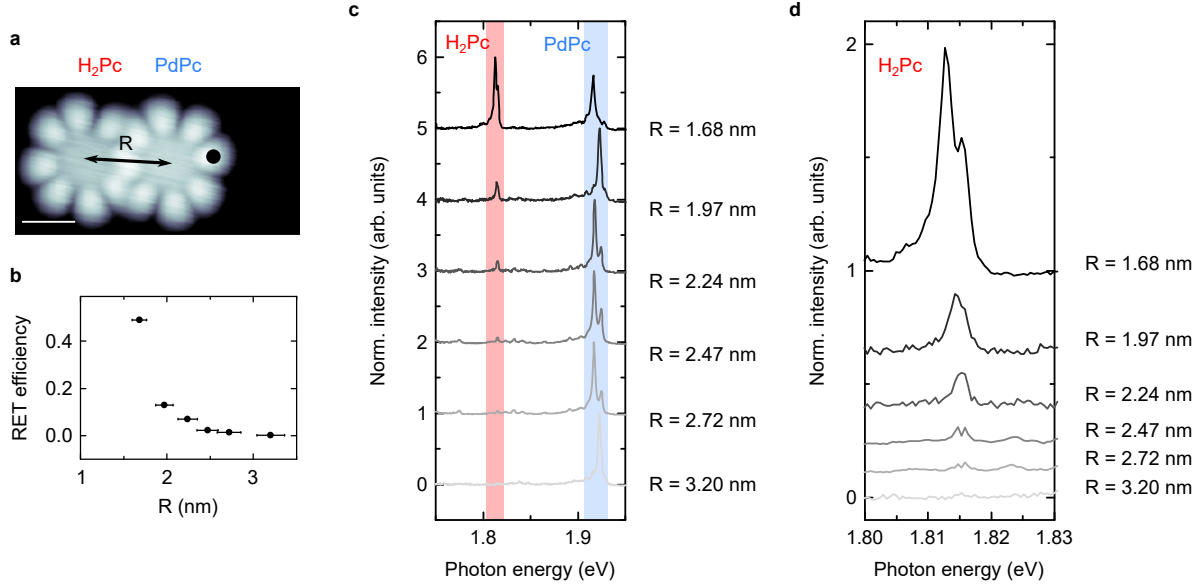 a
H₂Pc PdPc
R
b
RET efficiency
0.4
0.2
0.0
1 2 3
R (nm)
c
H₂Pc PdPc
Norm. intensity (arb. units)
6
5
4
3
2
1
0
R = 1.68 nm
R = 1.97 nm
R = 2.24 nm
R = 2.47 nm
R = 2.72 nm
R = 3.20 nm
1.8 1.9
Photon energy (eV)
d
H₂Pc
Norm. intensity (arb. units)
2
1
0
R = 1.68 nm
R = 1.97 nm
R = 2.24 nm
R = 2.47 nm
R = 2.72 nm
R = 3.20 nm
1.80 1.81 1.82 1.83
Photon energy (eV)